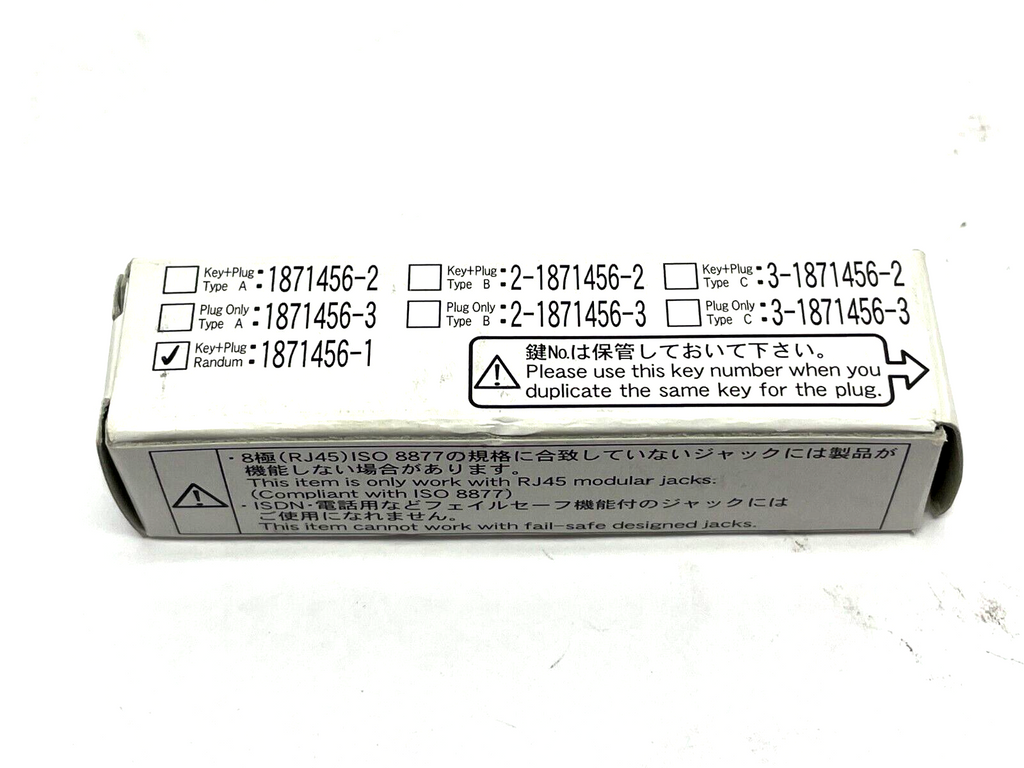 Key+Plug Type A : 1871456-2
Key+Plug Type B : 2-1871456-2
Key+Plug Type C : 3-1871456-2
Plug Only Type A : 1871456-3
Plug Only Type B : 2-1871456-3
Plug Only Type C : 3-1871456-3
✓ Key+Plug Randum : 1871456-1
鍵No.は保管しておいて下さい。
Please use this key number when you
duplicate the same key for the plug.
・8極(RJ45)ISO 8877の規格に合致していないジャックには製品が
機能しない場合があります。
This item is only work with RJ45 modular jacks.
(Compliant with ISO 8877)
・ISDN・電話用などフェイルセーフ機能付のジャックには
ご使用になれません。
This item cannot work with fail-safe designed jacks.